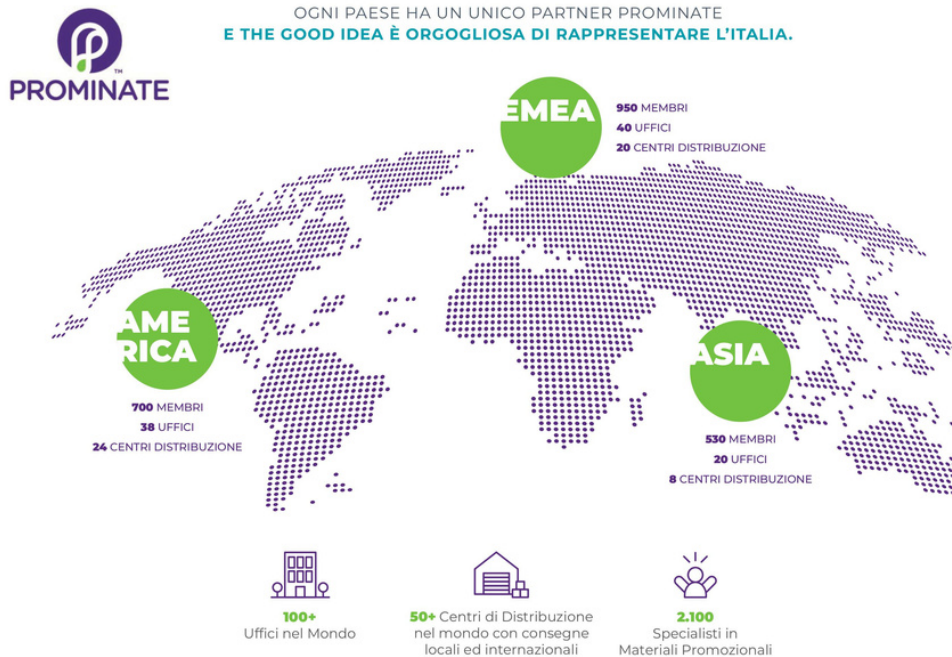 OGNI PAESE HA UN UNICO PARTNER PROMINATE
E THE GOOD IDEA È ORGOGLIOSA DI RAPPRESENTARE L'ITALIA.
PROMINATE™
EMEA
950 MEMBRI
40 UFFICI
20 CENTRI DISTRIBUZIONE
AME
RICA
700 MEMBRI
38 UFFICI
24 CENTRI DISTRIBUZIONE
ASIA
530 MEMBRI
20 UFFICI
8 CENTRI DISTRIBUZIONE
100+
Uffici nel Mondo
50+ Centri di Distribuzione
nel mondo con consegne
locali ed internazionali
2.100
Specialisti in
Materiali Promozionali